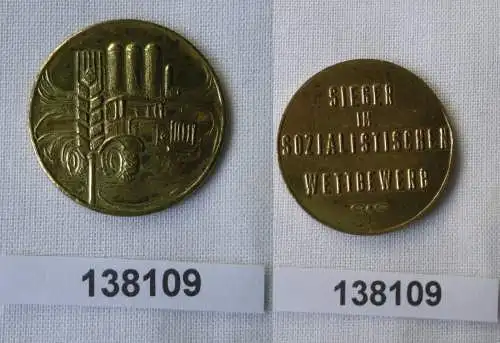 138109
SIEGER
IM
SOZIALISTISCHEN
WETTBEWERB
138109